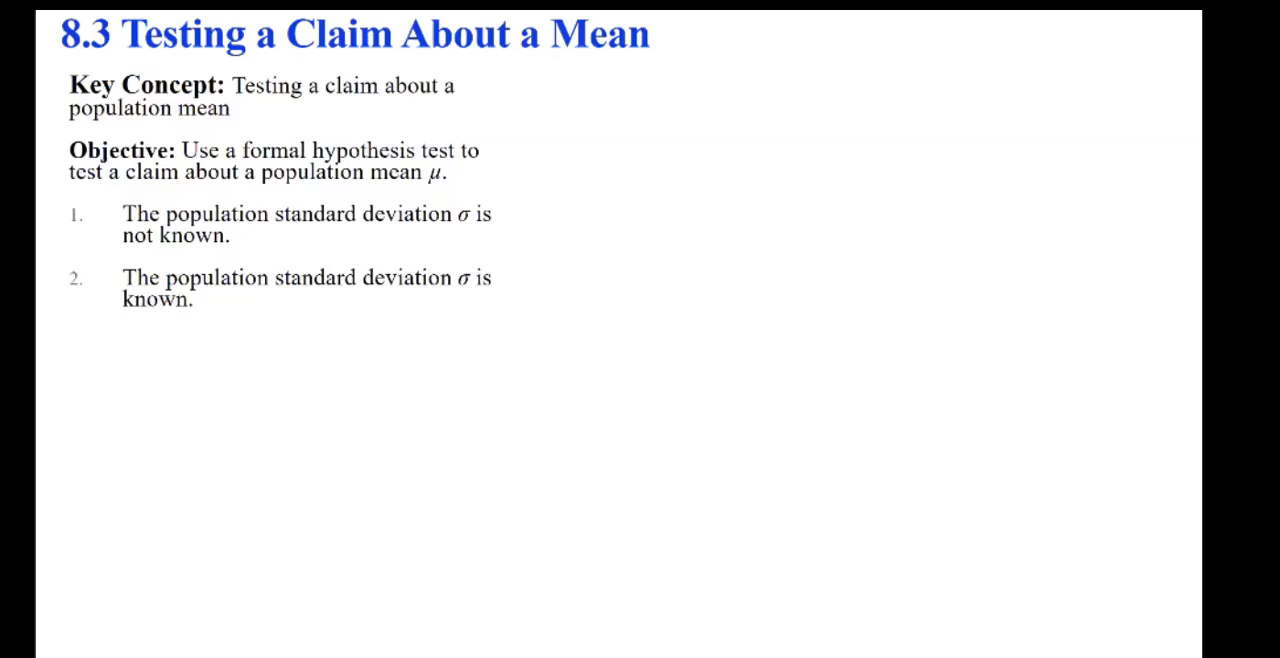 8.3 Testing a Claim About a Mean
Key Concept: Testing a claim about a
population mean
Objective: Use a formal hypothesis test to
test a claim about a population mean μ.
1. The population standard deviation σ is
not known.
2. The population standard deviation σ is
known.